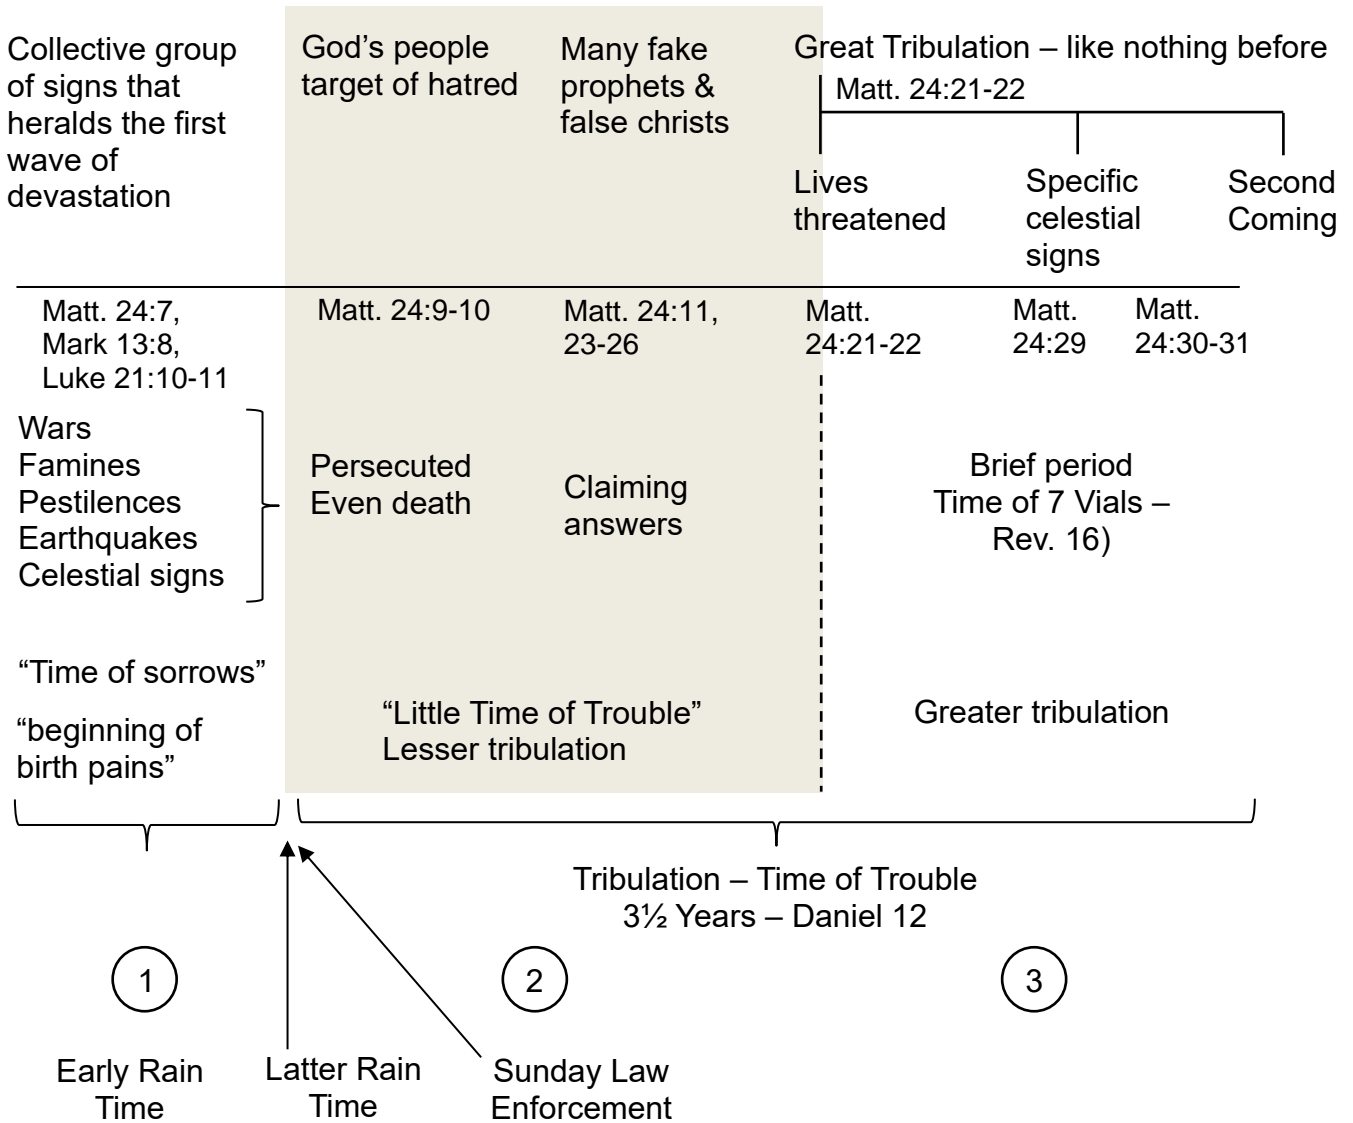 Collective group
of signs that
heralds the first
wave of
devastation
God’s people
target of hatred
Many fake
prophets &
false christs
Great Tribulation – like nothing before
Matt. 24:21-22
Lives
threatened
Specific
celestial
signs
Second
Coming
Matt. 24:7,
Mark 13:8,
Luke 21:10-11
Matt. 24:9-10
Matt. 24:11,
23-26
Matt.
24:21-22
Matt.
24:29
Matt.
24:30-31
Wars
Famines
Pestilences
Earthquakes
Celestial signs
Persecuted
Even death
Claiming
answers
Brief period
Time of 7 Vials –
Rev. 16)
“Time of sorrows”
“beginning of
birth pains”
“Little Time of Trouble”
Lesser tribulation
Greater tribulation
Tribulation – Time of Trouble
3½ Years – Daniel 12
1
2
3
Early Rain
Time
Latter Rain
Time
Sunday Law
Enforcement